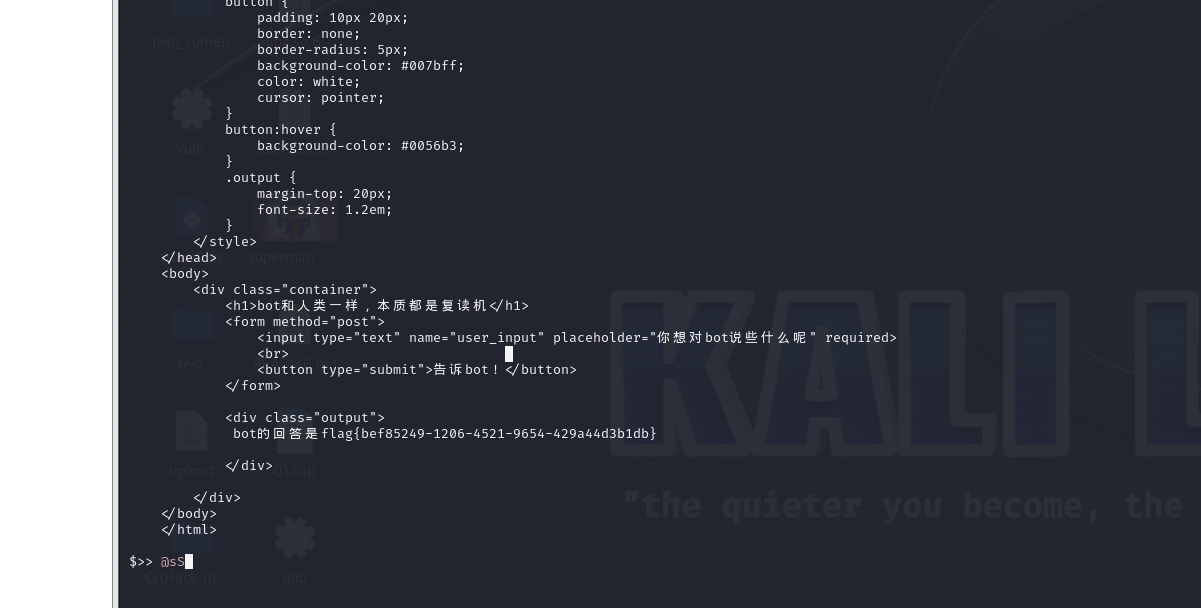 button {
padding: 10px 20px;
border: none;
border-radius: 5px;
background-color: #007bff;
color: white;
cursor: pointer;
}
button:hover {
background-color: #0056b3;
}
.output {
margin-top: 20px;
font-size: 1.2em;
}
</style>
</head>
<body>
<div class="container">
<h1>bot和人类一样，本质都是复读机</h1>
<form method="post">
<input type="text" name="user_input" placeholder="你想对bot说些什么呢" required>
<br>
<button type="submit">告诉bot！</button>
</form>
<div class="output">
bot的回答是flag{bef85249-1206-4521-9654-429a44d3b1db}
</div>
</div>
</body>
</html>
$>> @sS
pwn_rumen
vuln
superman....
test
upload
01.cap
GitHack-m...
gdb
KALI L
"the quieter you become, the